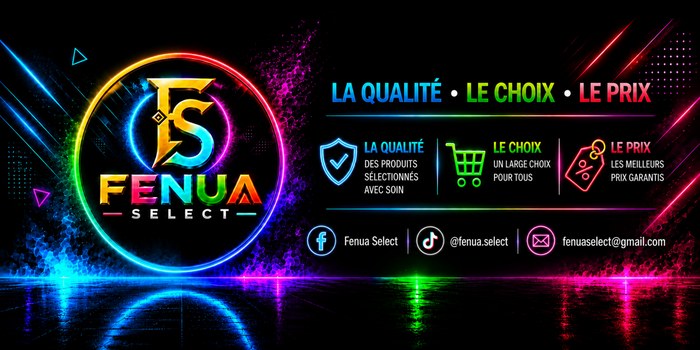 FS
FENUA
SELECT
LA QUALITÉ • LE CHOIX • LE PRIX
LA QUALITÉ
DES PRODUITS
SÉLECTIONNÉS
AVEC SOIN
LE CHOIX
UN LARGE CHOIX
POUR TOUS
LE PRIX
LES MEILLEURS
PRIX GARANTIS
Fenua Select
@fenua.select
fenuaselect@gmail.com